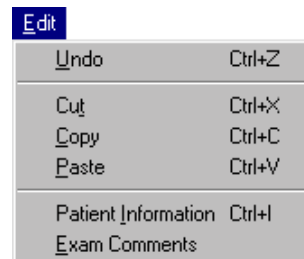 Edit
Undo Ctrl+Z
Cut Ctrl+X
Copy Ctrl+C
Paste Ctrl+V
Patient Information Ctrl+I
Exam Comments